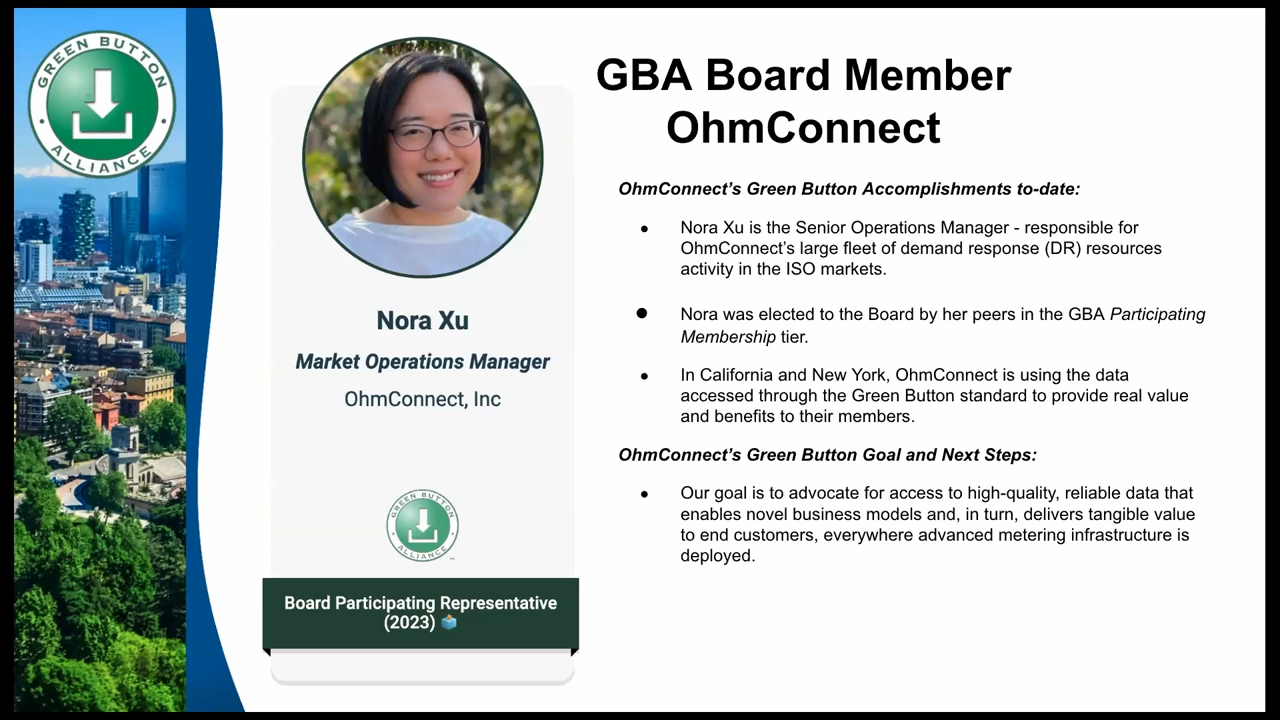 GREEN BUTTON
ALLIANCE
Nora Xu
Market Operations Manager
OhmConnect, Inc
GREEN BUTTON
ALLIANCE
™
Board Participating Representative
(2023)
GBA Board Member
OhmConnect
OhmConnect’s Green Button Accomplishments to-date:
● Nora Xu is the Senior Operations Manager - responsible for
OhmConnect’s large fleet of demand response (DR) resources
activity in the ISO markets.
● Nora was elected to the Board by her peers in the GBA Participating
Membership tier.
● In California and New York, OhmConnect is using the data
accessed through the Green Button standard to provide real value
and benefits to their members.
OhmConnect’s Green Button Goal and Next Steps:
● Our goal is to advocate for access to high-quality, reliable data that
enables novel business models and, in turn, delivers tangible value
to end customers, everywhere advanced metering infrastructure is
deployed.